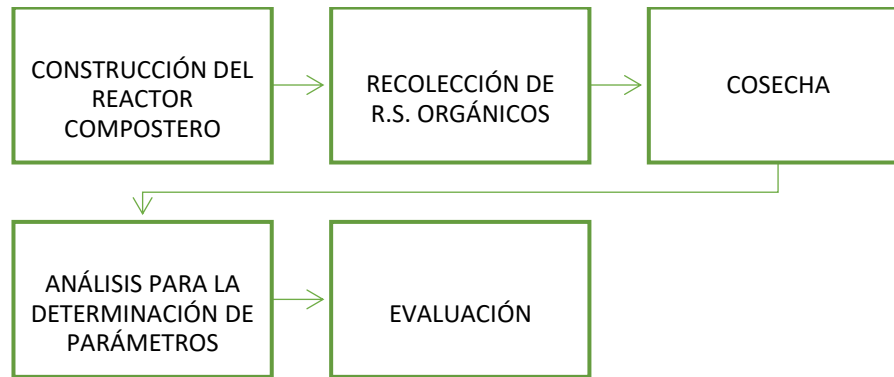 CONSTRUCCIÓN DEL
REACTOR
COMPOSTERO
RECOLECCIÓN DE
R.S. ORGÁNICOS
COSECHA
ANÁLISIS PARA LA
DETERMINACIÓN DE
PARÁMETROS
EVALUACIÓN